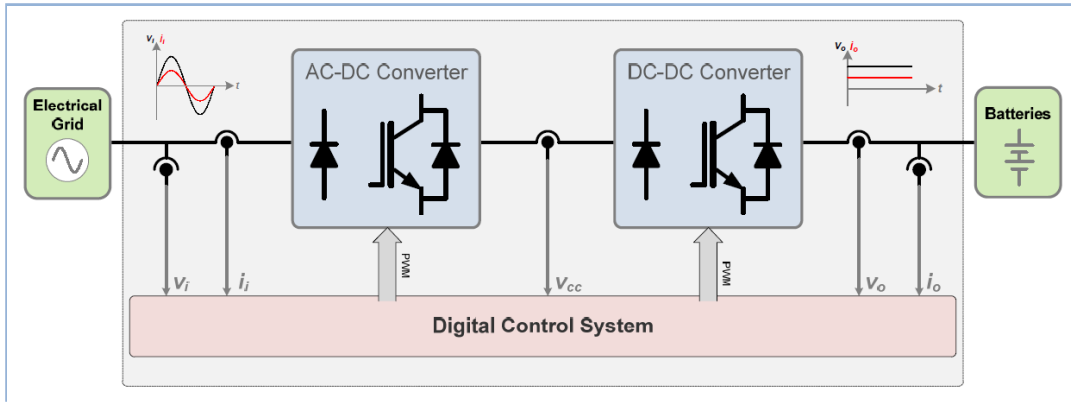 vᵢ iᵢ
t
AC-DC Converter
DC-DC Converter
vₒ iₒ
t
Electrical
Grid
Batteries
PWM
PWM
vᵢ
iᵢ
v꜀꜀
vₒ
iₒ
Digital Control System